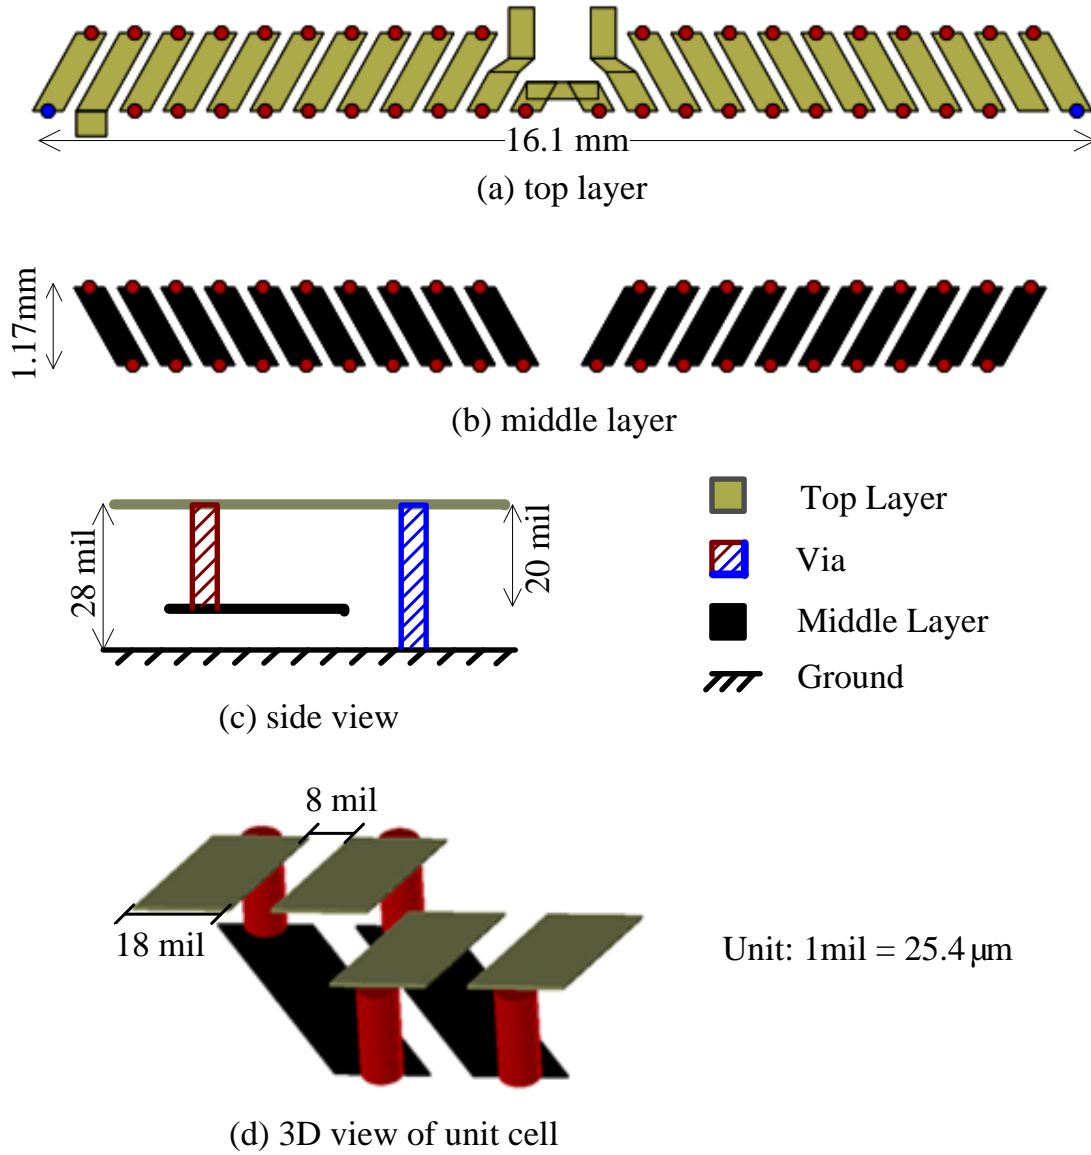 16.1 mm
(a) top layer
1.17mm
(b) middle layer
28 mil
20 mil
(c) side view
Top Layer
Via
Middle Layer
Ground
8 mil
18 mil
Unit: 1mil = 25.4 μm
(d) 3D view of unit cell